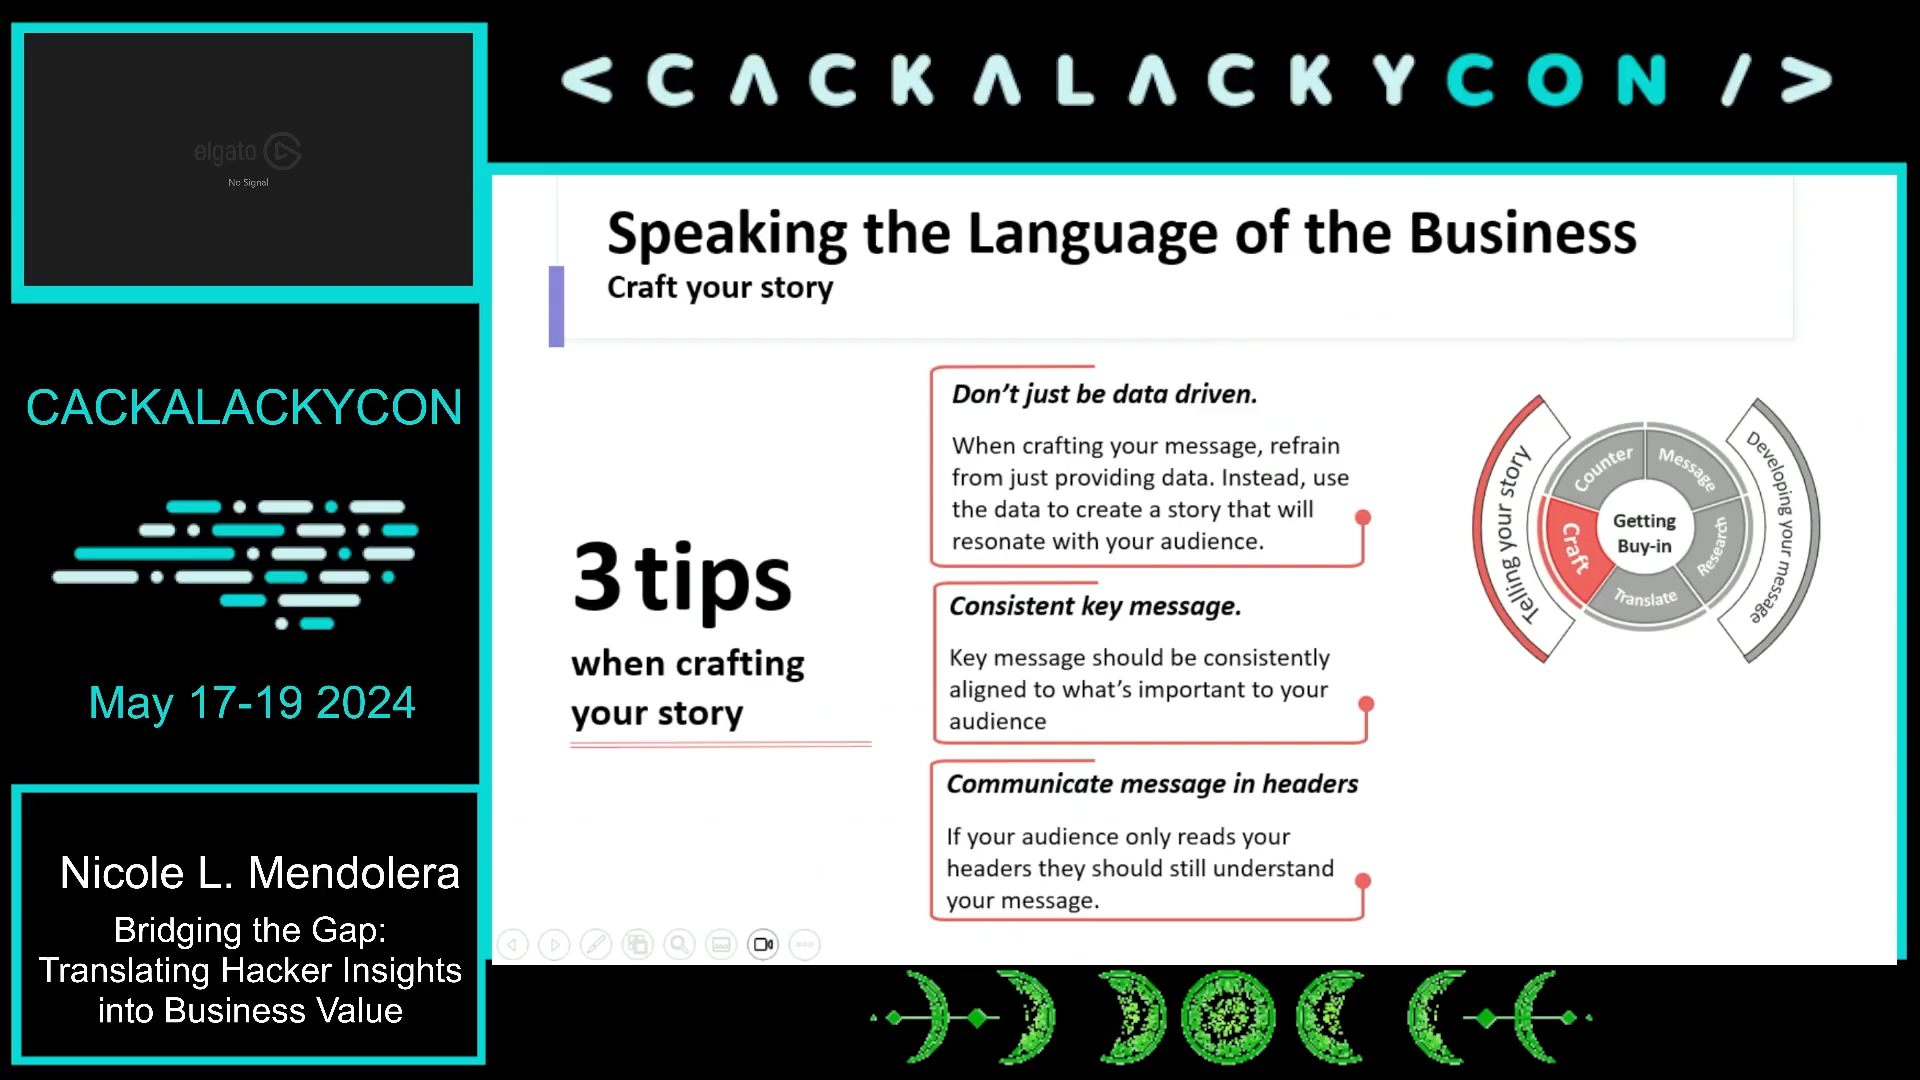 elgato
No Signal
<CACKALACKYCON/>
CACKALACKYCON
May 17-19 2024
Nicole L. Mendolera
Bridging the Gap:
Translating Hacker Insights
into Business Value
Speaking the Language of the Business
Craft your story
3 tips
when crafting
your story
Don't just be data driven.
When crafting your message, refrain
from just providing data. Instead, use
the data to create a story that will
resonate with your audience.
Consistent key message.
Key message should be consistently
aligned to what's important to your
audience
Communicate message in headers
If your audience only reads your
headers they should still understand
your message.
Telling your story
Counter
Message
Research
Translate
Craft
Getting
Buy-in
Developing your message